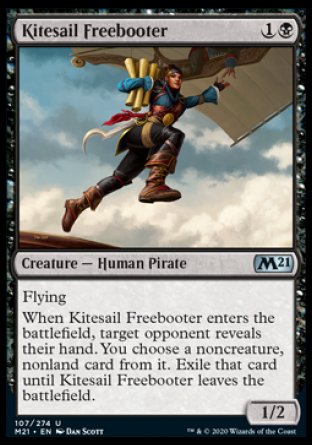 Kitesail Freebooter 1
Creature — Human Pirate M21
Flying
When Kitesail Freebooter enters the
battlefield, target opponent reveals
their hand. You choose a noncreature,
nonland card from it. Exile that card
until Kitesail Freebooter leaves the
battlefield.
1/2
107/274 U
M21 • EN DAN SCOTT
™ & © 2020 Wizards of the Coast